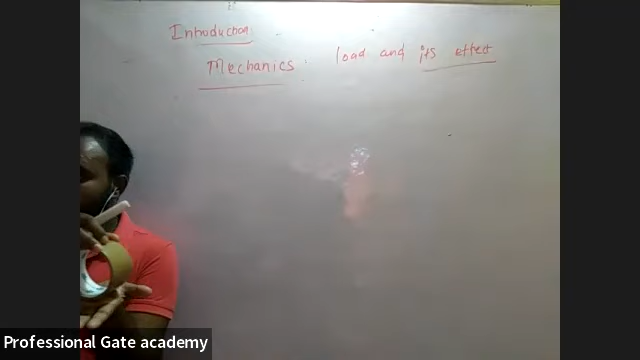 Introduction
Mechanics : load and its effect
Professional Gate academy